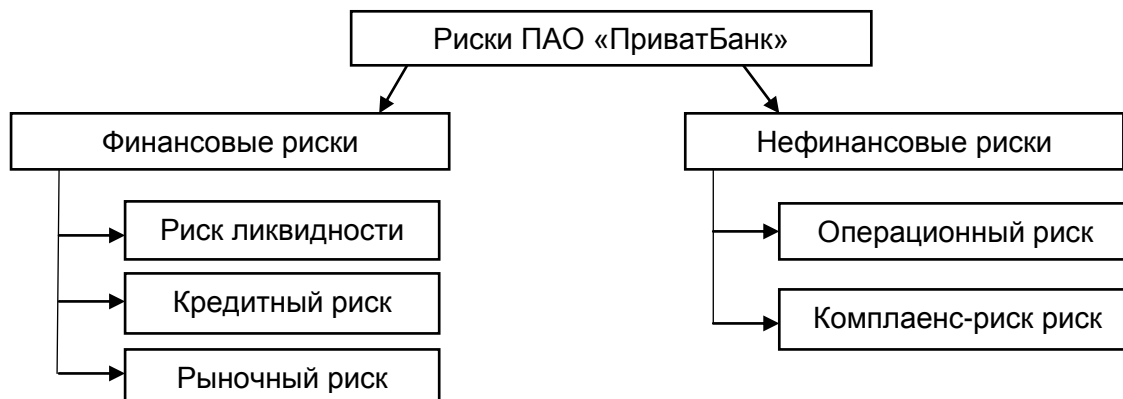 Риски ПАО «ПриватБанк»
Финансовые риски
Нефинансовые риски
Риск ликвидности
Операционный риск
Кредитный риск
Комплаенс-риск риск
Рыночный риск